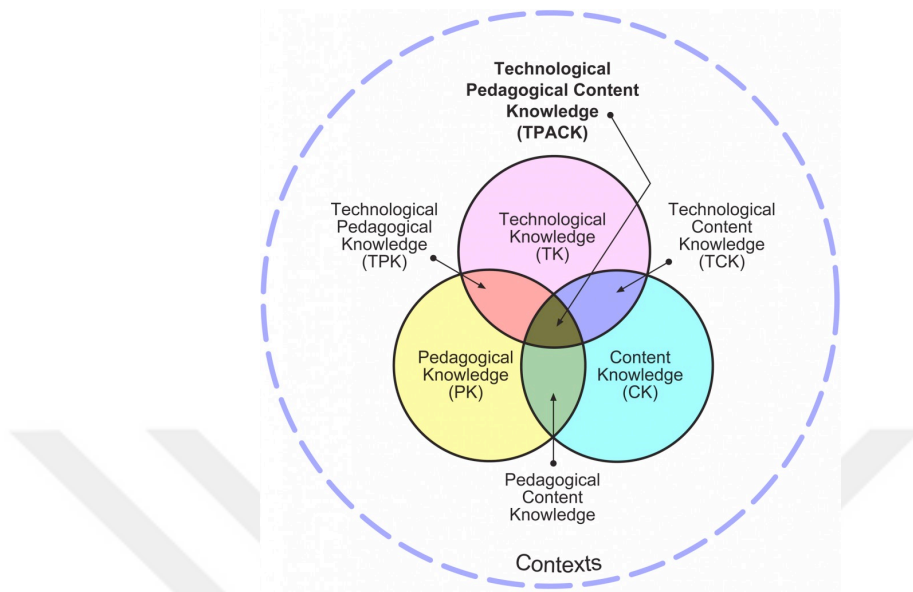 Technological
Pedagogical Content
Knowledge
(TPACK)
Technological
Pedagogical
Knowledge
(TPK)
Technological
Knowledge
(TK)
Technological
Content
Knowledge
(TCK)
Pedagogical
Knowledge
(PK)
Content
Knowledge
(CK)
Pedagogical
Content
Knowledge
Contexts